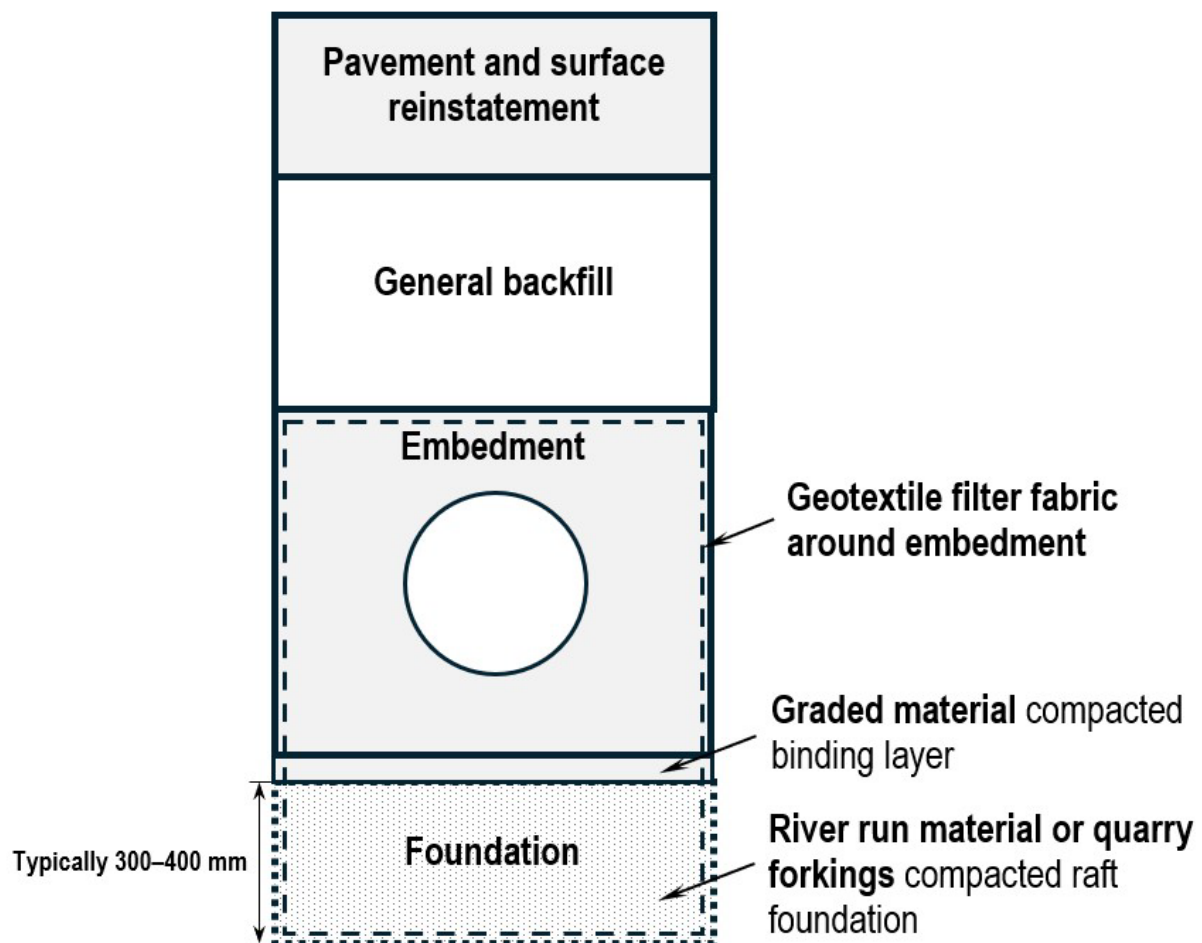 Pavement and surface
reinstatement
General backfill
Embedment
Geotextile filter fabric
around embedment
Graded material compacted
binding layer
Typically 300–400 mm
Foundation
River run material or quarry
forkings compacted raft
foundation